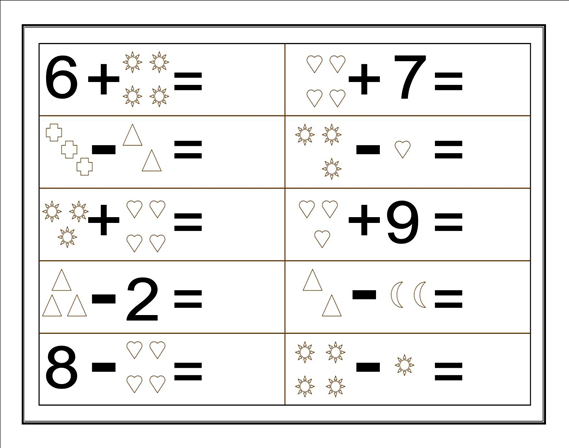 6 + =
+ 7 =
- =
- =
+ =
+ 9 =
- 2 =
- =
8 - =
- =